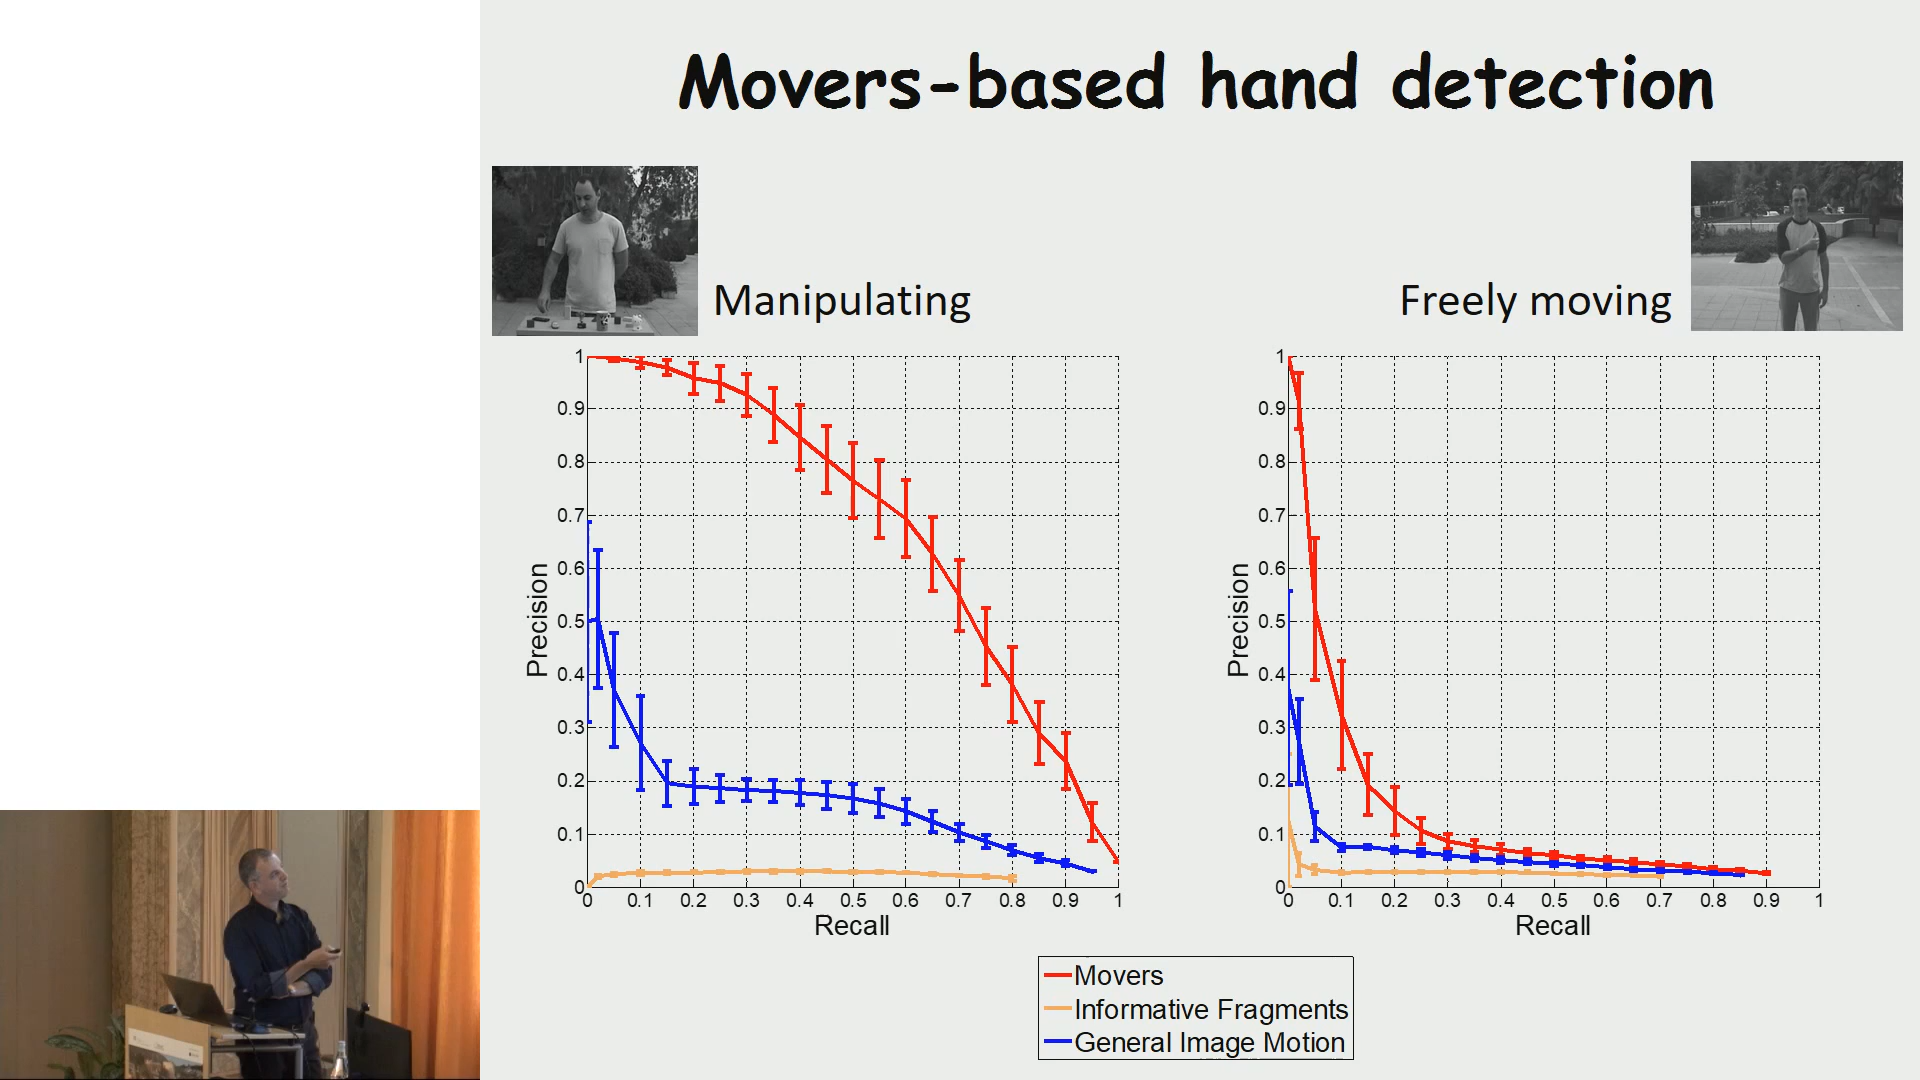 Movers-based hand detection
Manipulating
Freely moving
1
0.9
0.8
0.7
0.6
0.5
0.4
0.3
0.2
0.1
0
Precision
0 0.1 0.2 0.3 0.4 0.5 0.6 0.7 0.8 0.9 1
Recall
1
0.9
0.8
0.7
0.6
0.5
0.4
0.3
0.2
0.1
0
Precision
0 0.1 0.2 0.3 0.4 0.5 0.6 0.7 0.8 0.9 1
Recall
Movers
Informative Fragments
General Image Motion